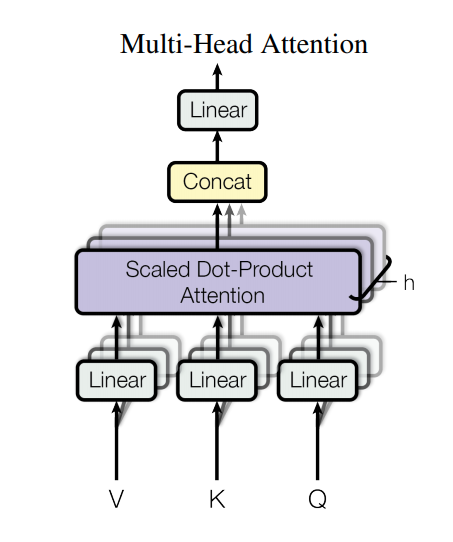 Multi-Head Attention
Linear
Concat
Scaled Dot-Product
Attention
h
Linear Linear Linear
V K Q